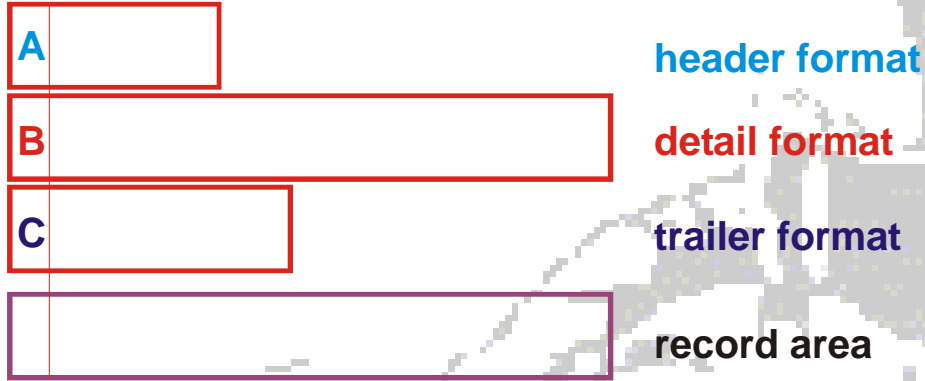 A header format
B detail format
C trailer format
record area